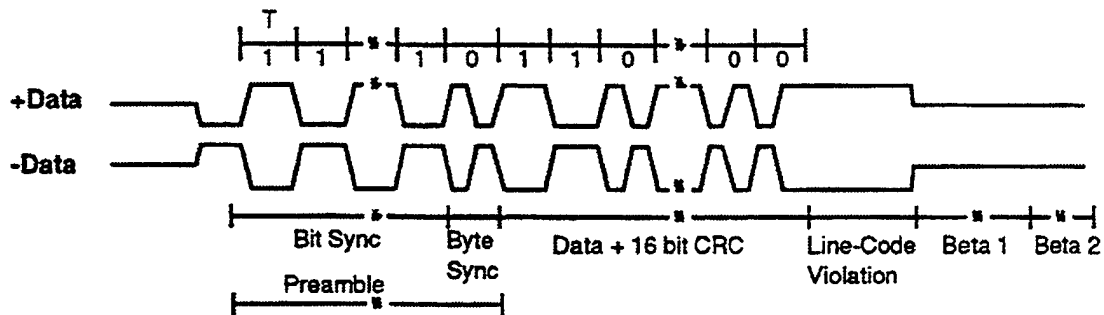 T
1 1 1 0 1 1 0 0 0
+Data
-Data
Bit Sync Byte Sync Data + 16 bit CRC Line-Code Violation Beta 1 Beta 2
Preamble